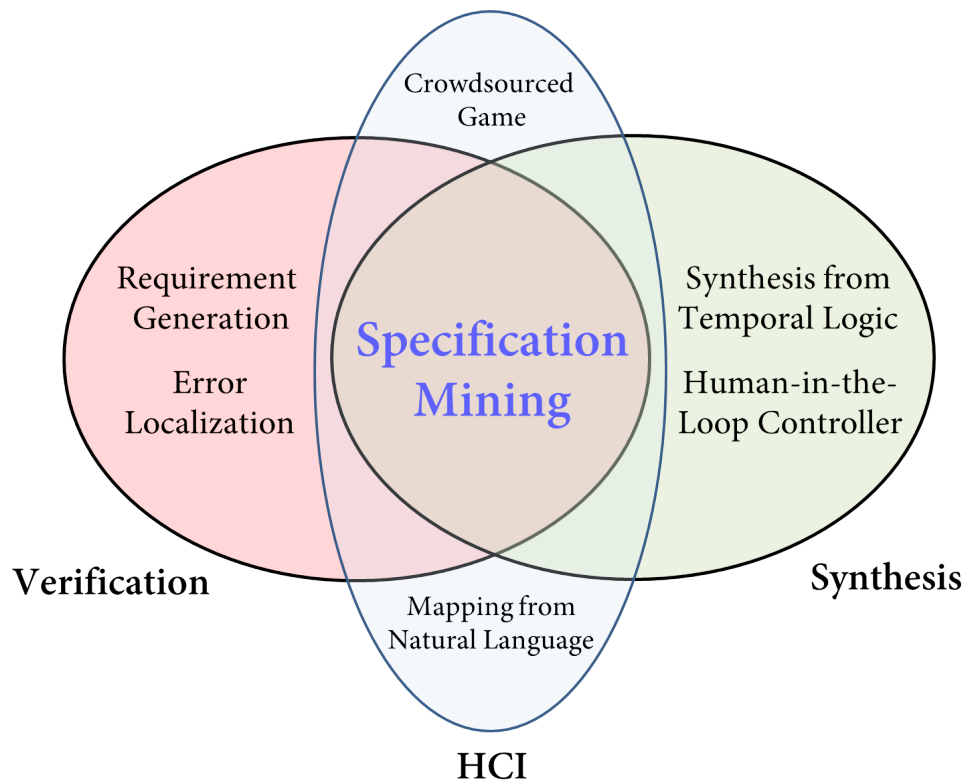 Crowdsourced
Game
Requirement
Generation
Error
Localization
Specification
Mining
Synthesis from
Temporal Logic
Human-in-the-
Loop Controller
Verification
Synthesis
Mapping from
Natural Language
HCI